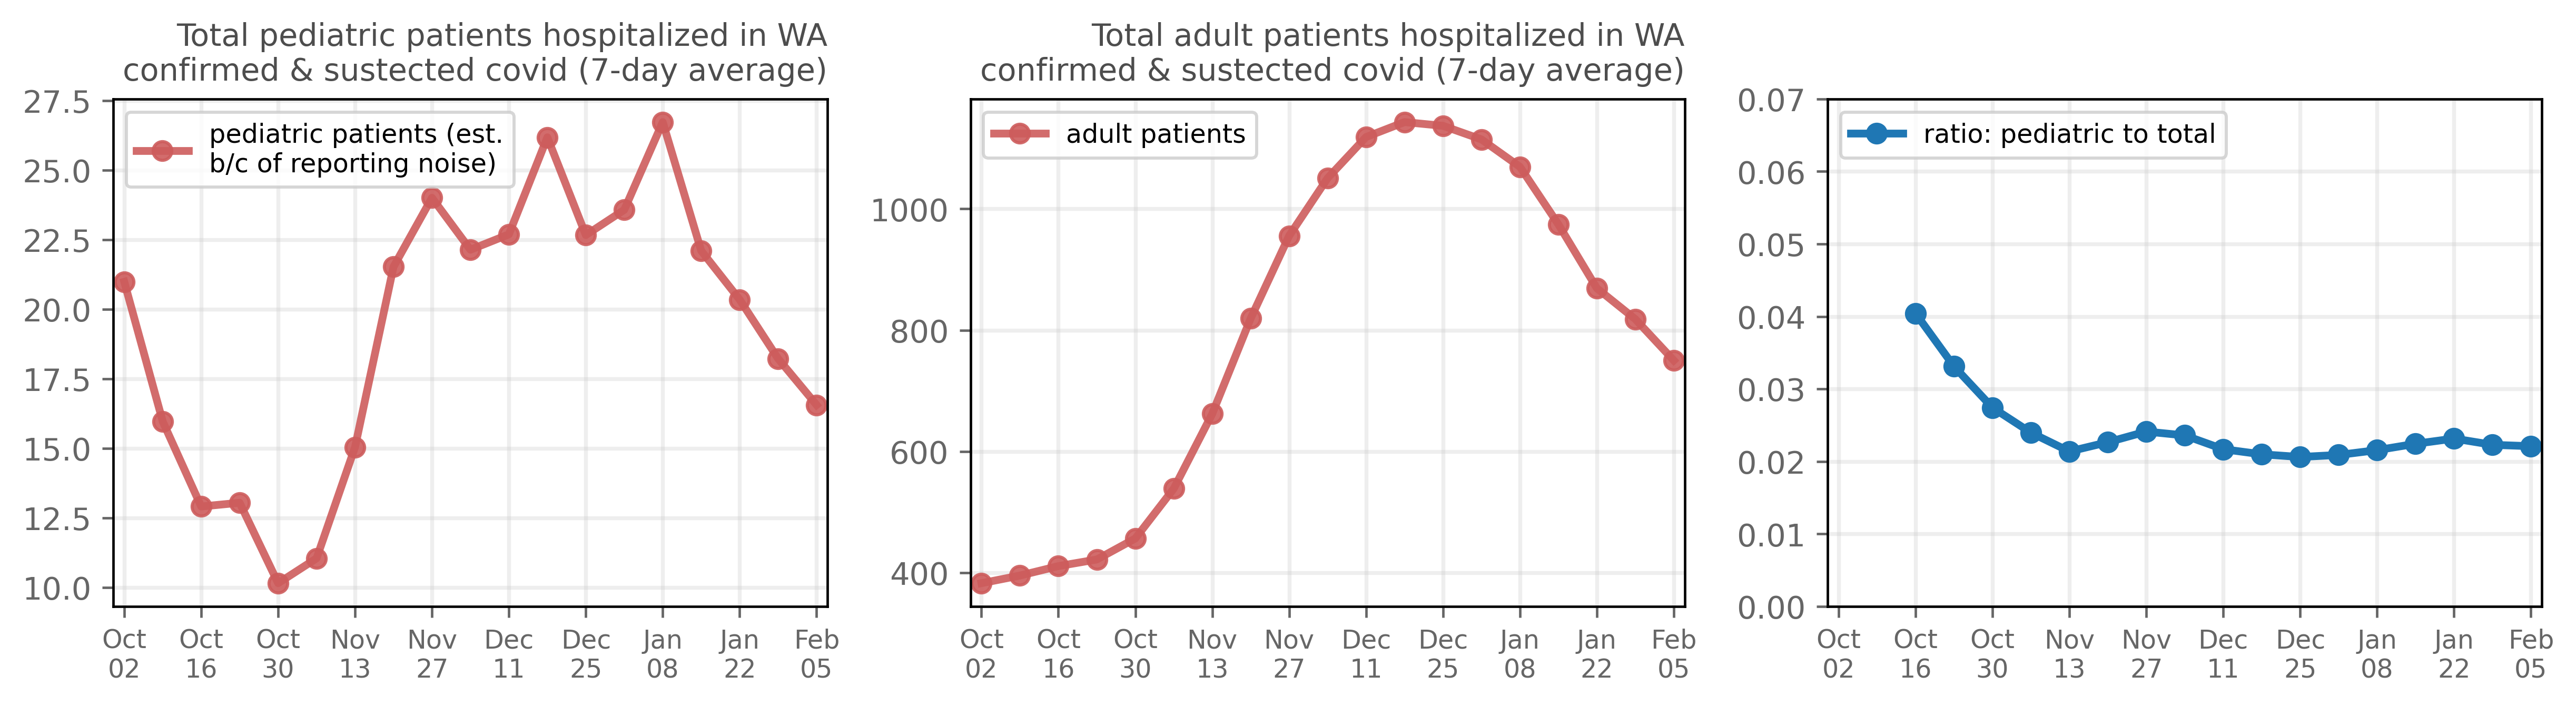 Total pediatric patients hospitalized in WA
confirmed & sustected covid (7-day average)
27.5
25.0
22.5
20.0
17.5
15.0
12.5
10.0
pediatric patients (est.
b/c of reporting noise)
Oct Oct Oct Nov Nov Dec Dec Jan Jan Feb
02 16 30 13 27 11 25 08 22 05
Total adult patients hospitalized in WA
confirmed & sustected covid (7-day average)
1000
800
600
400
adult patients
Oct Oct Oct Nov Nov Dec Dec Jan Jan Feb
02 16 30 13 27 11 25 08 22 05
0.07
0.06
0.05
0.04
0.03
0.02
0.01
0.00
ratio: pediatric to total
Oct Oct Oct Nov Nov Dec Dec Jan Jan Feb
02 16 30 13 27 11 25 08 22 05